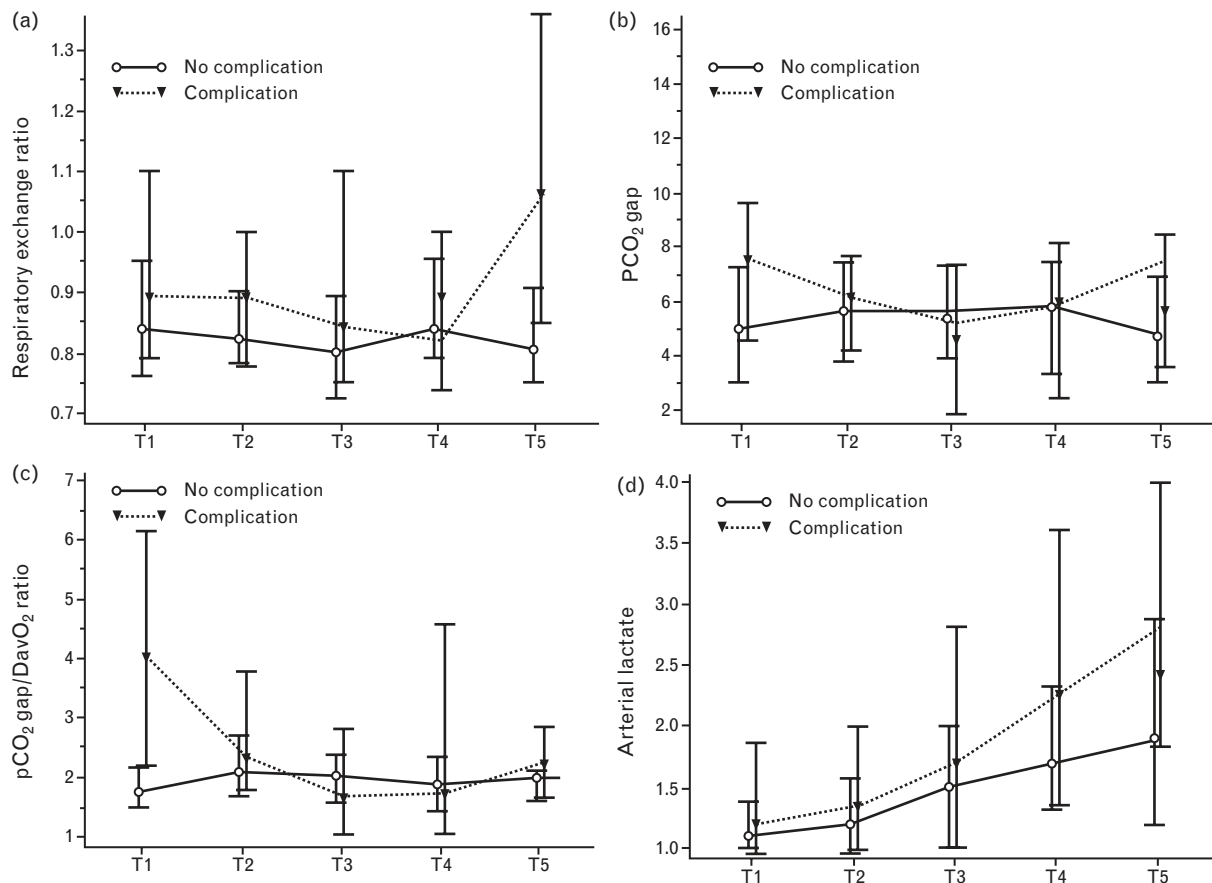 (a)
Respiratory exchange ratio
1.3
1.2
1.1
1.0
0.9
0.8
0.7
No complication
Complication
T1 T2 T3 T4 T5
(b)
PCO₂ gap
16
14
12
10
8
6
4
2
No complication
Complication
T1 T2 T3 T4 T5
(c)
pCO₂ gap/DavO₂ ratio
7
6
5
4
3
2
1
No complication
Complication
T1 T2 T3 T4 T5
(d)
Arterial lactate
4.0
3.5
3.0
2.5
2.0
1.5
1.0
No complication
Complication
T1 T2 T3 T4 T5